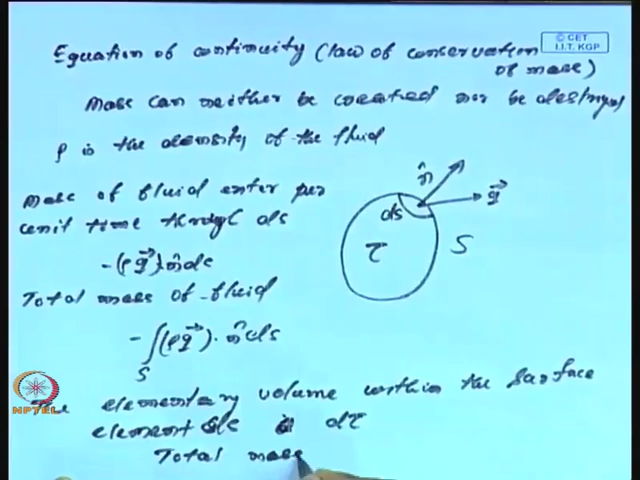 © CET
I.I.T. KGP
Equation of continuity (law of conservation
of mass)
Mass can neither be created nor be destroyed
ρ is the density of the fluid
Mass of fluid enter per
unit time through ds
-(ρq⃗).n̂ds
Total mass of fluid
-∫(ρq⃗).n̂ds
S
n̂
q⃗
ds
τ
S
The elementary volume within the surface
element ds is dτ
Total mass
NPTEL